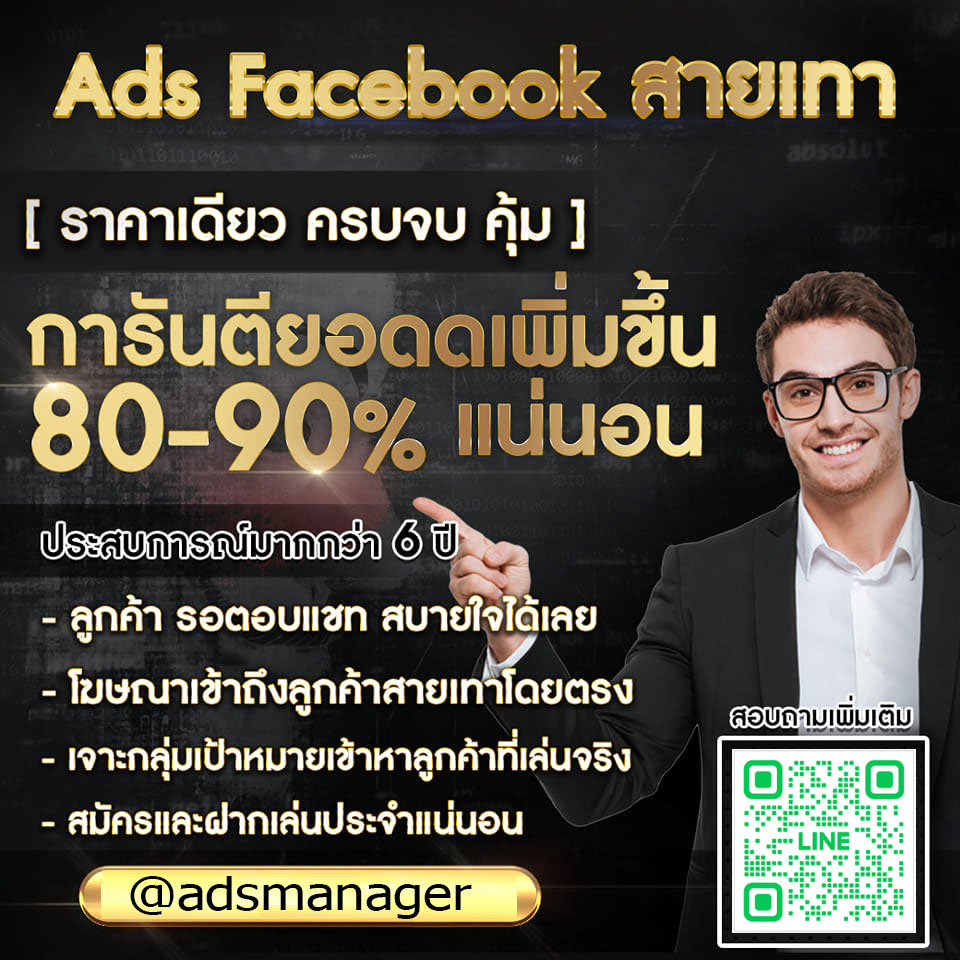 Ads Facebook สายเทา
[ ราคาเดียว ครบจบ คุ้ม ]
การันตียอดดเพิ่มขึ้น
80-90% แน่นอน
ประสบการณ์มากกว่า 6 ปี
- ลูกค้า รอตอบแชท สบายใจได้เลย
- โฆษณาเข้าถึงลูกค้าสายเทาโดยตรง
- เจาะกลุ่มเป้าหมายเข้าหาลูกค้าที่เล่นจริง
- สมัครและฝากเล่นประจำแน่นอน
สอบถามเพิ่มเติม
LINE
@adsmanager